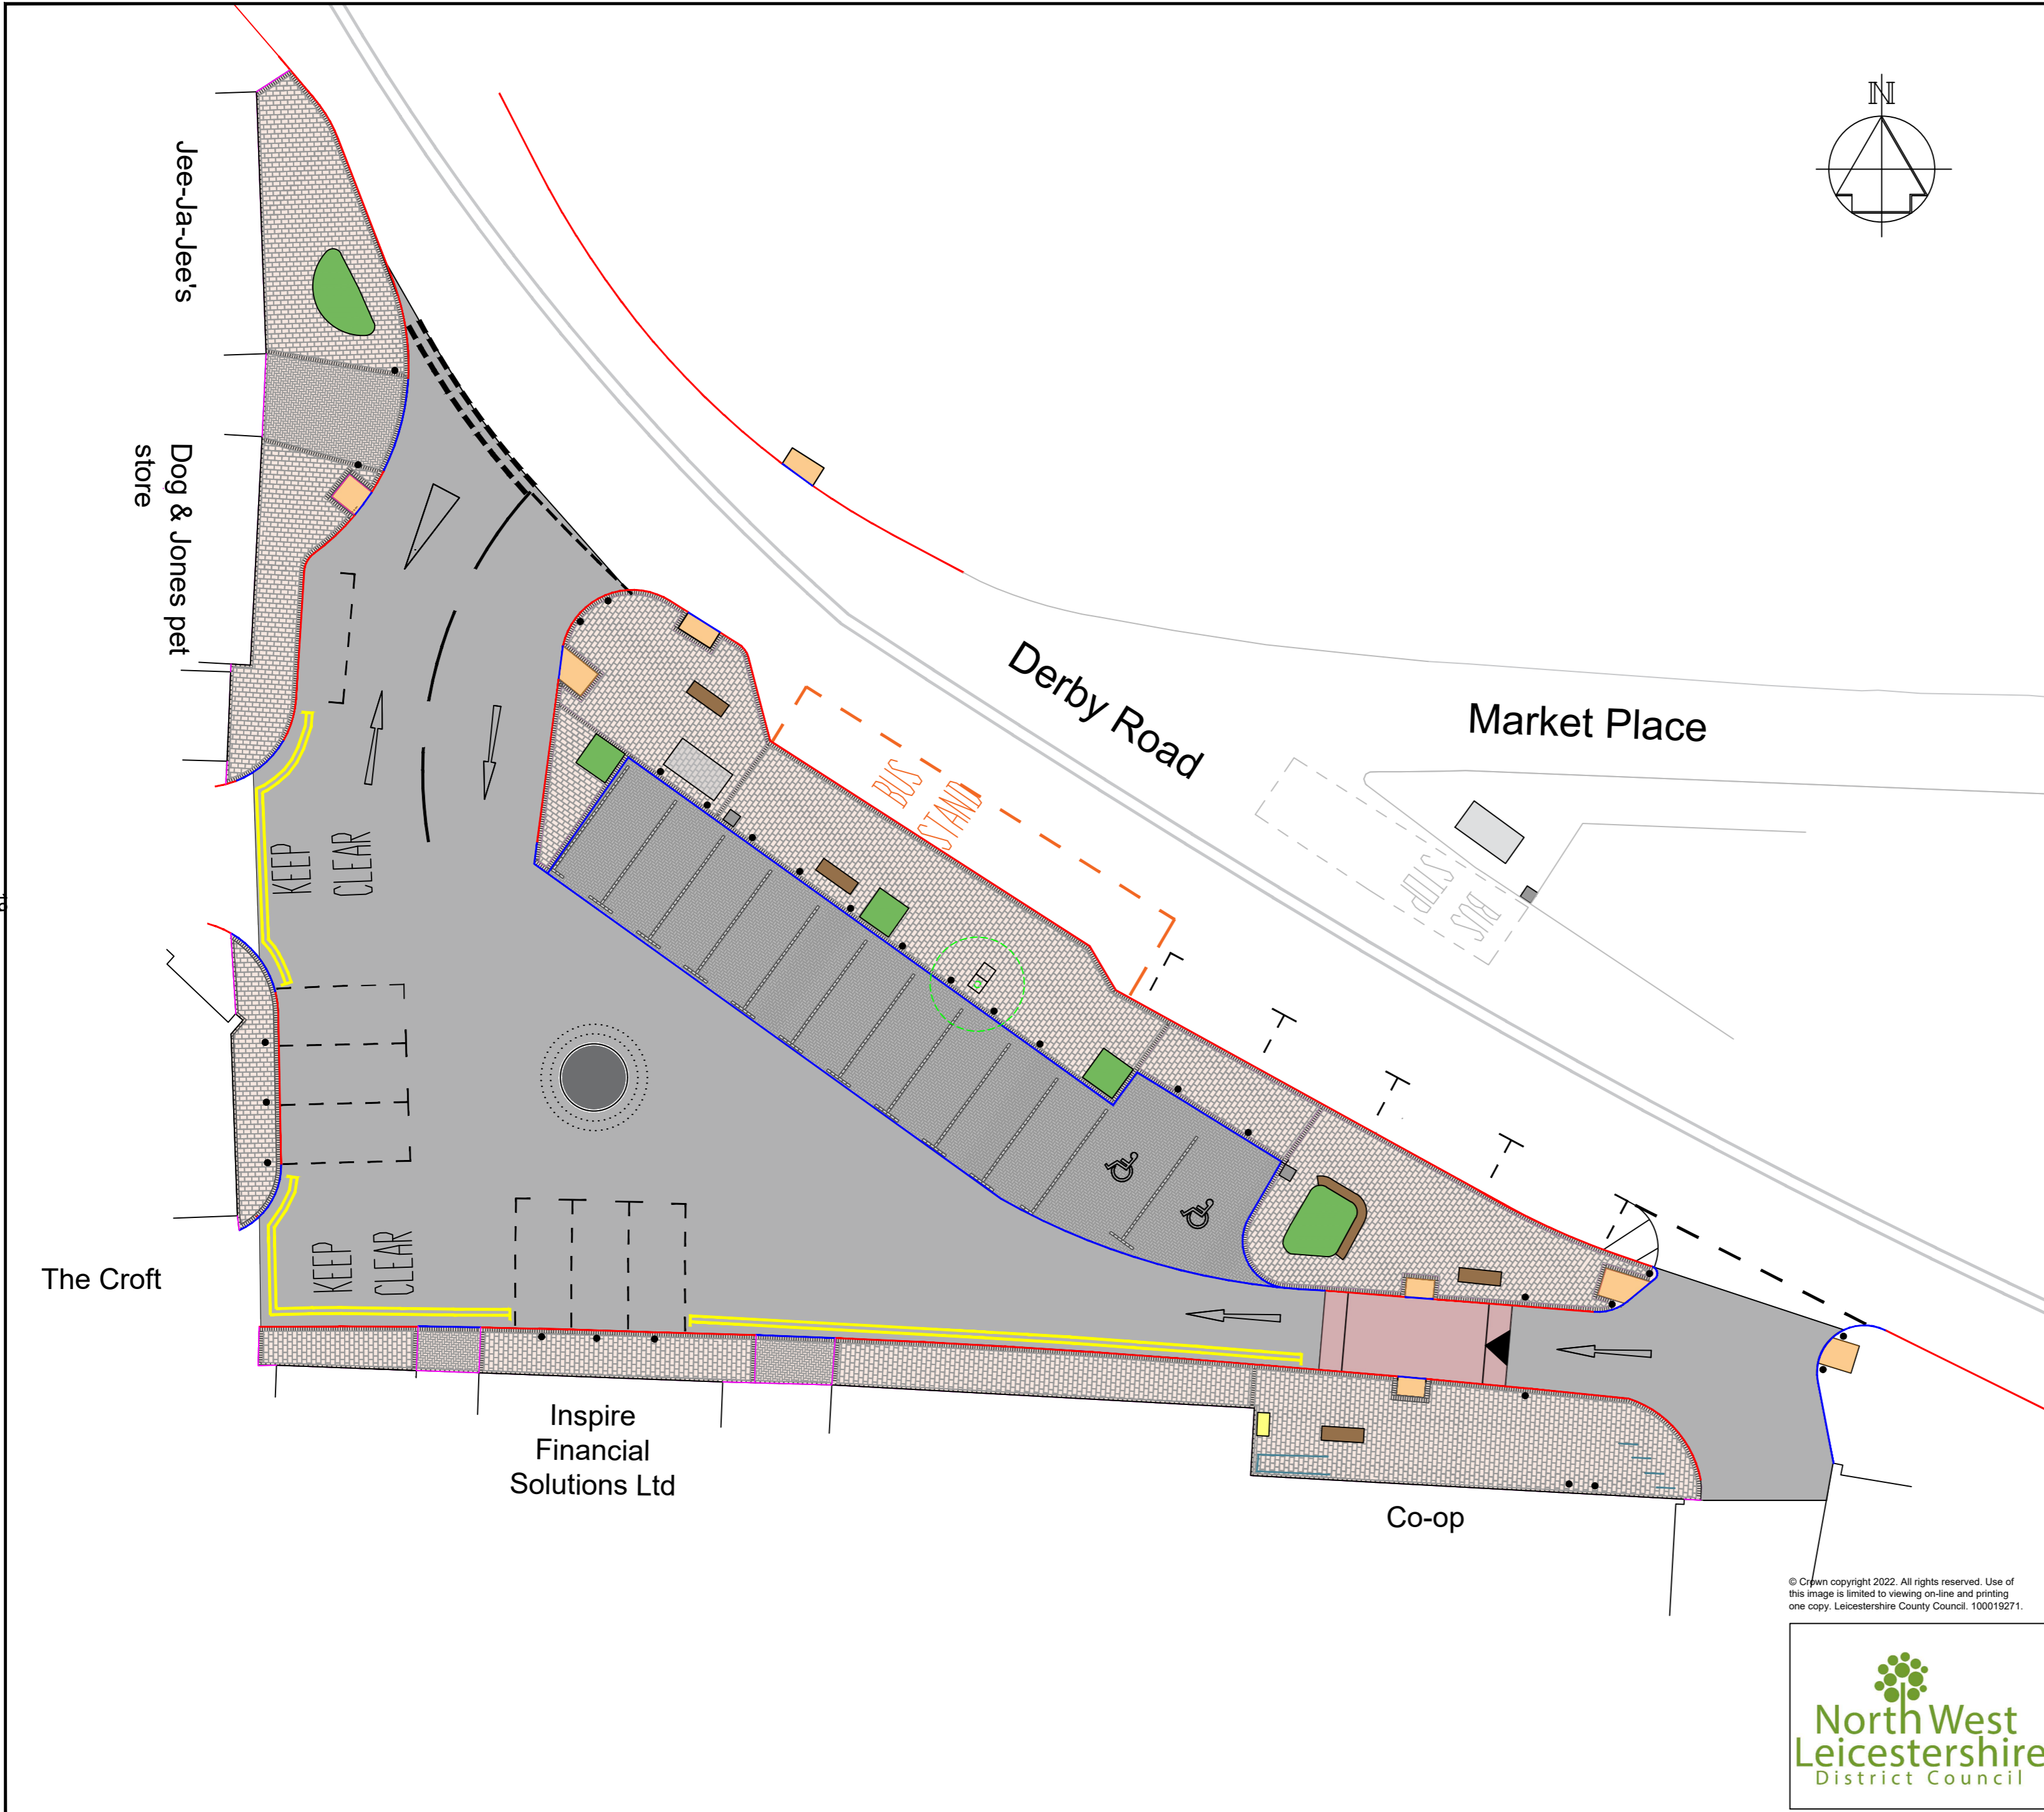 N
Jee-Ja-Jee's
Dog & Jones pet
store
Derby Road
Market Place
BUS
STAND
BUS
STOP
KEEP
CLEAR
KEEP
CLEAR
The Croft
Inspire
Financial
Solutions Ltd
Co-op
© Crown copyright 2022. All rights reserved. Use of
this image is limited to viewing on-line and printing
one copy. Leicestershire County Council. 100019271.
North West
Leicestershire
District Council